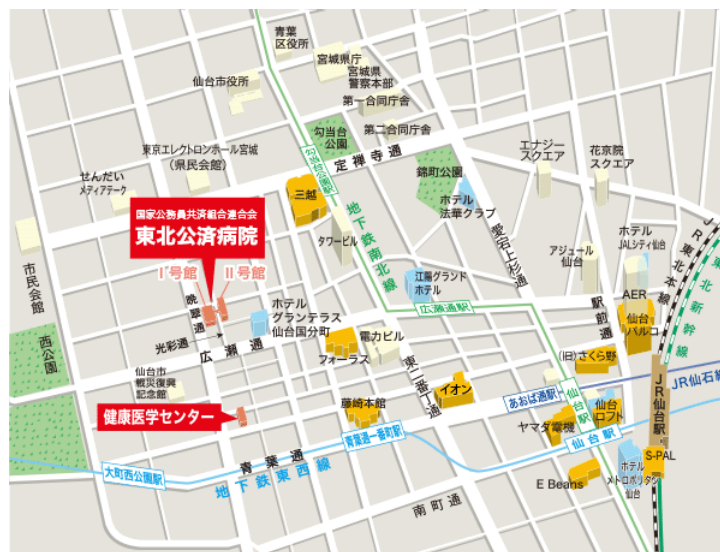 青葉
区役所
宮城県庁
宮城県
警察本部
仙台市役所
第一合同庁舎
第二合同庁舎
勾当台
公園
勾当台公園駅
定禅寺通
東京エレクトロンホール宮城
(県民会館)
せんだい
メディアテーク
錦町公園
エナジー
スクエア
花京院
スクエア
国家公務員共済組合連合会
東北公済病院
Ⅰ号館
Ⅱ号館
三越
タワービル
地下鉄南北線
ホテル
法華クラブ
愛宕上杉通
JR東北本線
東北新幹線
ホテル
JALシティ仙台
アジュール
仙台
市民会館
西公園
晩翠通
光彩通
広瀬通
ホテル
グランテラス
仙台国分町
江陽グランド
ホテル
広瀬通駅
駅前通
AER
仙台
パルコ
電力ビル
フォーラス
東二番丁通
(旧)さくら野
仙台市
戦災復興
記念館
イオン
あおば通駅
仙台駅
JR仙台駅
JR仙石線
健康医学センター
藤崎本館
青葉通一番町駅
ヤマダ電機
仙台
ロフト
仙台駅
S-PAL
大町西公園駅
青葉通
地下鉄東西線
南町通
E Beans
ホテル
メトロポリタン
仙台